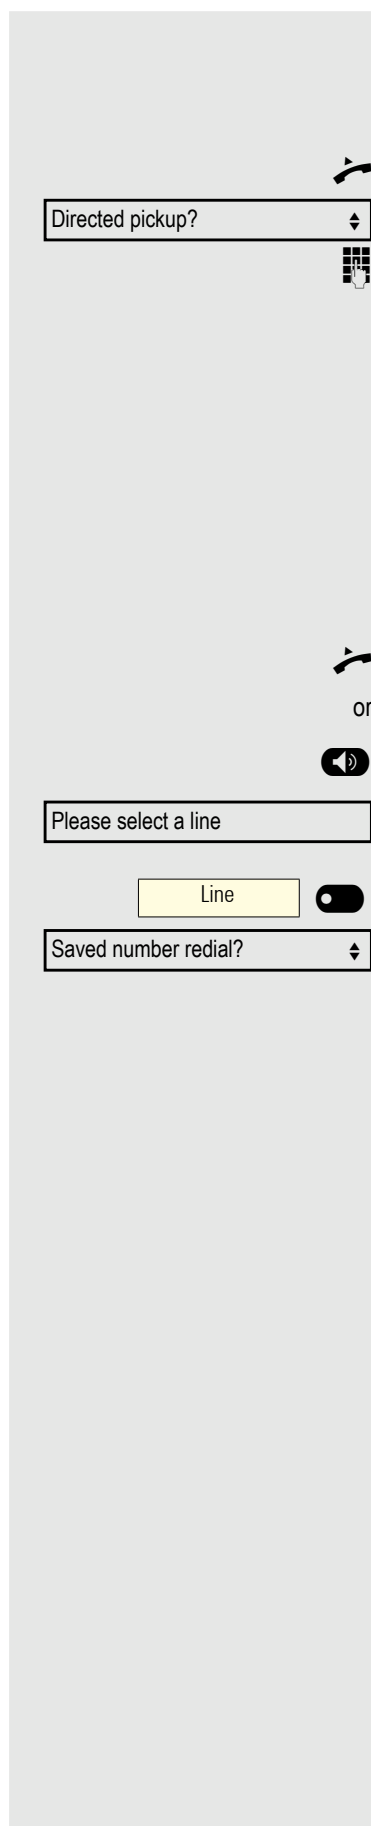 Directed pickup?
or
Please select a line
Line
Saved number redial?